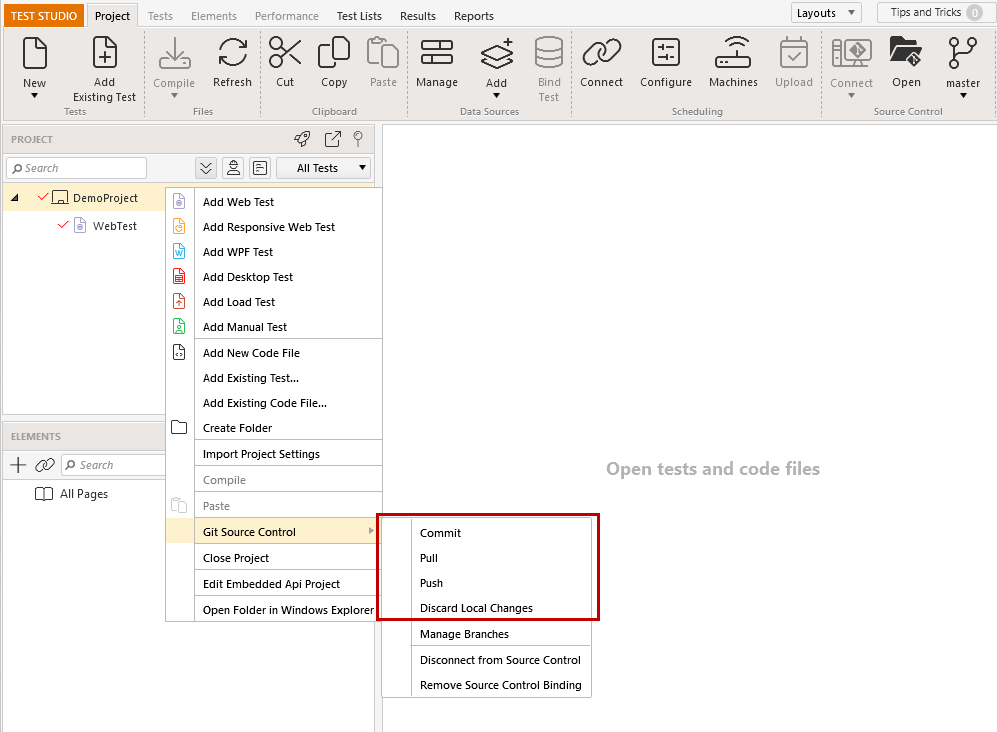 TEST STUDIO Project Tests Elements Performance Test Lists Results Reports Layouts Tips and Tricks 0
New Add Existing Test Compile Refresh Cut Copy Paste Manage Add Bind Test Connect Configure Machines Upload Connect Open master
Tests Files Clipboard Data Sources Scheduling Source Control
PROJECT
Search All Tests
DemoProject
WebTest
Add Web Test
Add Responsive Web Test
Add WPF Test
Add Desktop Test
Add Load Test
Add Manual Test
Add New Code File
Add Existing Test...
Add Existing Code File...
Create Folder
Import Project Settings
Compile
Paste
Git Source Control
Close Project
Edit Embedded Api Project
Open Folder in Windows Explorer
Commit
Pull
Push
Discard Local Changes
Manage Branches
Disconnect from Source Control
Remove Source Control Binding
ELEMENTS
Search
All Pages
Open tests and code files